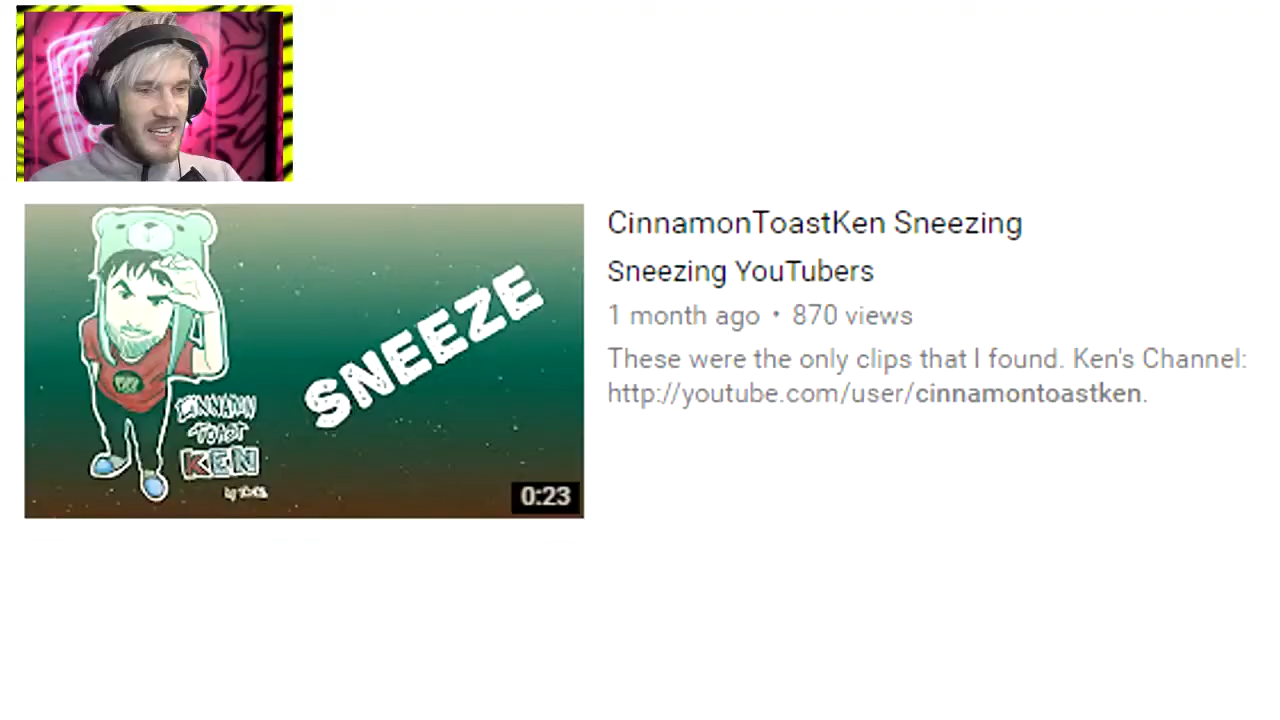 CinnamonToastKen Sneezing
Sneezing YouTubers
1 month ago • 870 views
These were the only clips that I found. Ken's Channel:
http://youtube.com/user/cinnamontoastken.
SNEEZE
CINNAMON
TOAST
KEN
by
0:23